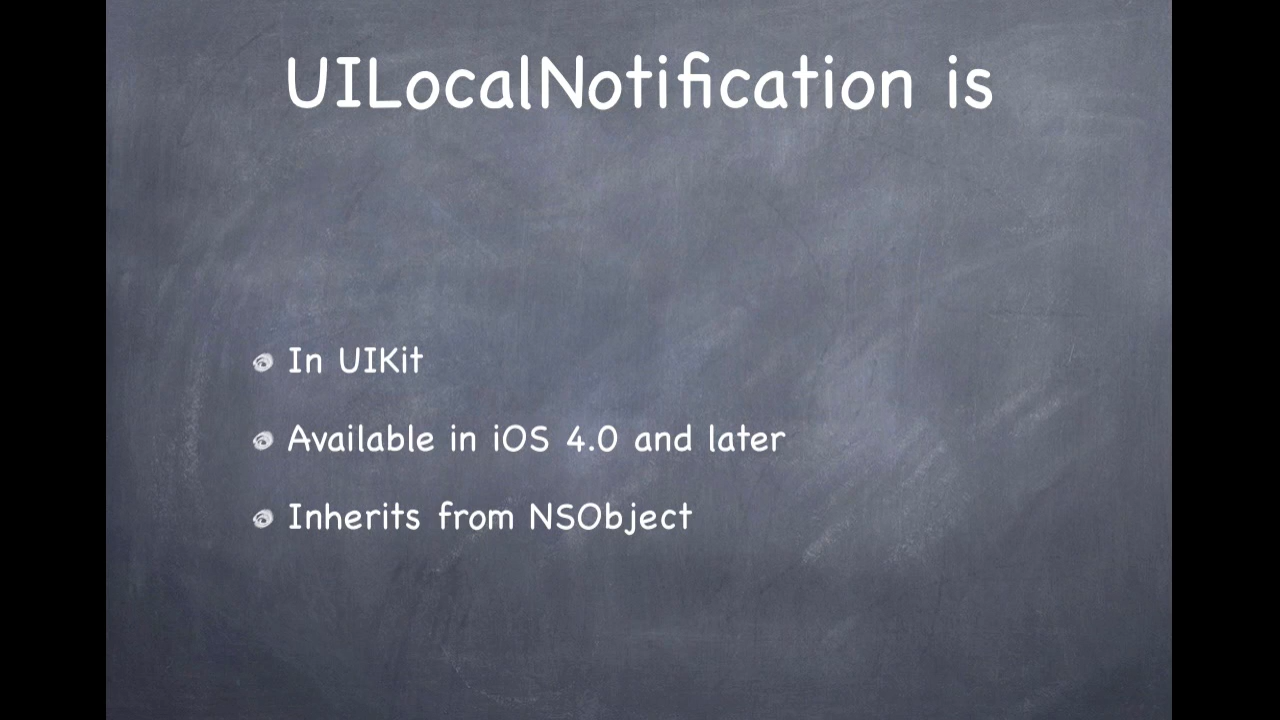 UILocalNotification is
In UIKit
Available in iOS 4.0 and later
Inherits from NSObject